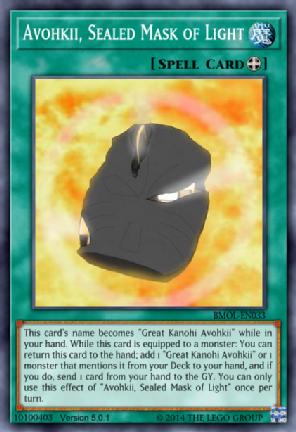 Avohkii, Sealed Mask of Light
[Spell Card]
BMOL-EN033
This card's name becomes "Great Kanohi Avohkii" while in
your hand. While this card is equipped to a monster: You can
return this card to the hand; add 1 "Great Kanohi Avohkii" or 1
monster that mentions it from your Deck to your hand, and if
you do, send 1 card from your hand to the GY. You can only
use this effect of "Avohkii, Sealed Mask of Light" once per
turn.
10100403 Version 5.0.1 ©2014 THE LEGO GROUP